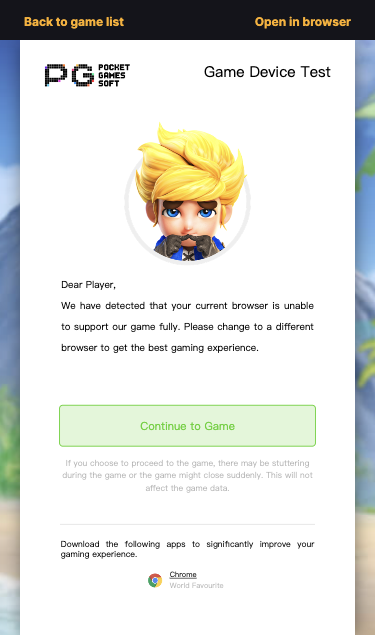 Back to game list
Open in browser
PG POCKET GAMES SOFT
Game Device Test
Dear Player,
We have detected that your current browser is unable
to support our game fully. Please change to a different
browser to get the best gaming experience.
Continue to Game
If you choose to proceed to the game, there may be stuttering
during the game or the game might close suddenly. This will not
affect the game data.
Download the following apps to significantly improve your
gaming experience.
Chrome
World Favourite